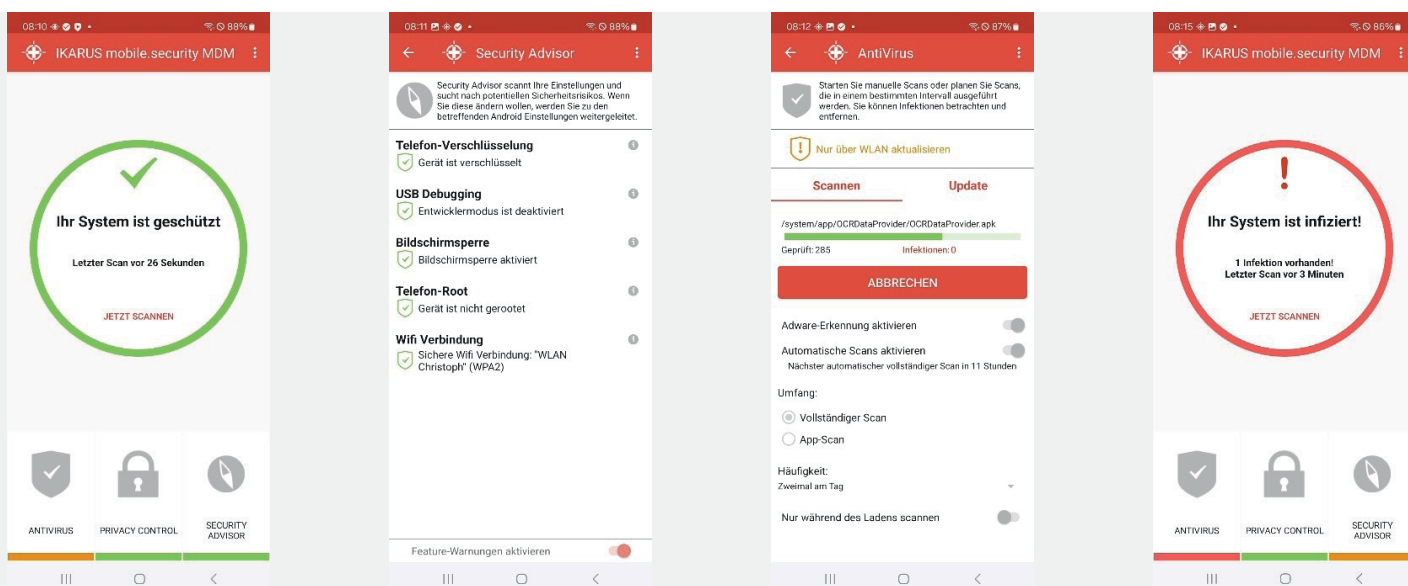 08:10
88%
IKARUS mobile.security MDM
Ihr System ist geschützt
Letzter Scan vor 26 Sekunden
JETZT SCANNEN
ANTIVIRUS
PRIVACY CONTROL
SECURITY
ADVISOR
08:11
88%
Security Advisor
Security Advisor scannt Ihre Einstellungen und
sucht nach potentiellen Sicherheitsrisikos. Wenn
Sie diese ändern wollen, werden Sie zu den
betreffenden Android Einstellungen weitergeleitet.
Telefon-Verschlüsselung
Gerät ist verschlüsselt
USB Debugging
Entwicklermodus ist deaktiviert
Bildschirmsperre
Bildschirmsperre aktiviert
Telefon-Root
Gerät ist nicht gerootet
Wifi Verbindung
Sichere Wifi Verbindung: "WLAN
Christoph" (WPA2)
Feature-Warnungen aktivieren
08:12
87%
AntiVirus
Starten Sie manuelle Scans oder planen Sie Scans,
die in einem bestimmten Intervall ausgeführt
werden. Sie können Infektionen betrachten und
entfernen.
Nur über WLAN aktualisieren
Scannen
Update
/system/app/OCRDataProvider/OCRDataProvider.apk
Geprüft: 285
Infektionen: 0
ABBRECHEN
Adware-Erkennung aktivieren
Automatische Scans aktivieren
Nächster automatischer vollständiger Scan in 11 Stunden
Umfang:
Vollständiger Scan
App-Scan
Häufigkeit:
Zweimal am Tag
Nur während des Ladens scannen
08:15
86%
IKARUS mobile.security MDM
Ihr System ist infiziert!
1 Infektion vorhanden!
Letzter Scan vor 3 Minuten
JETZT SCANNEN
ANTIVIRUS
PRIVACY CONTROL
SECURITY
ADVISOR